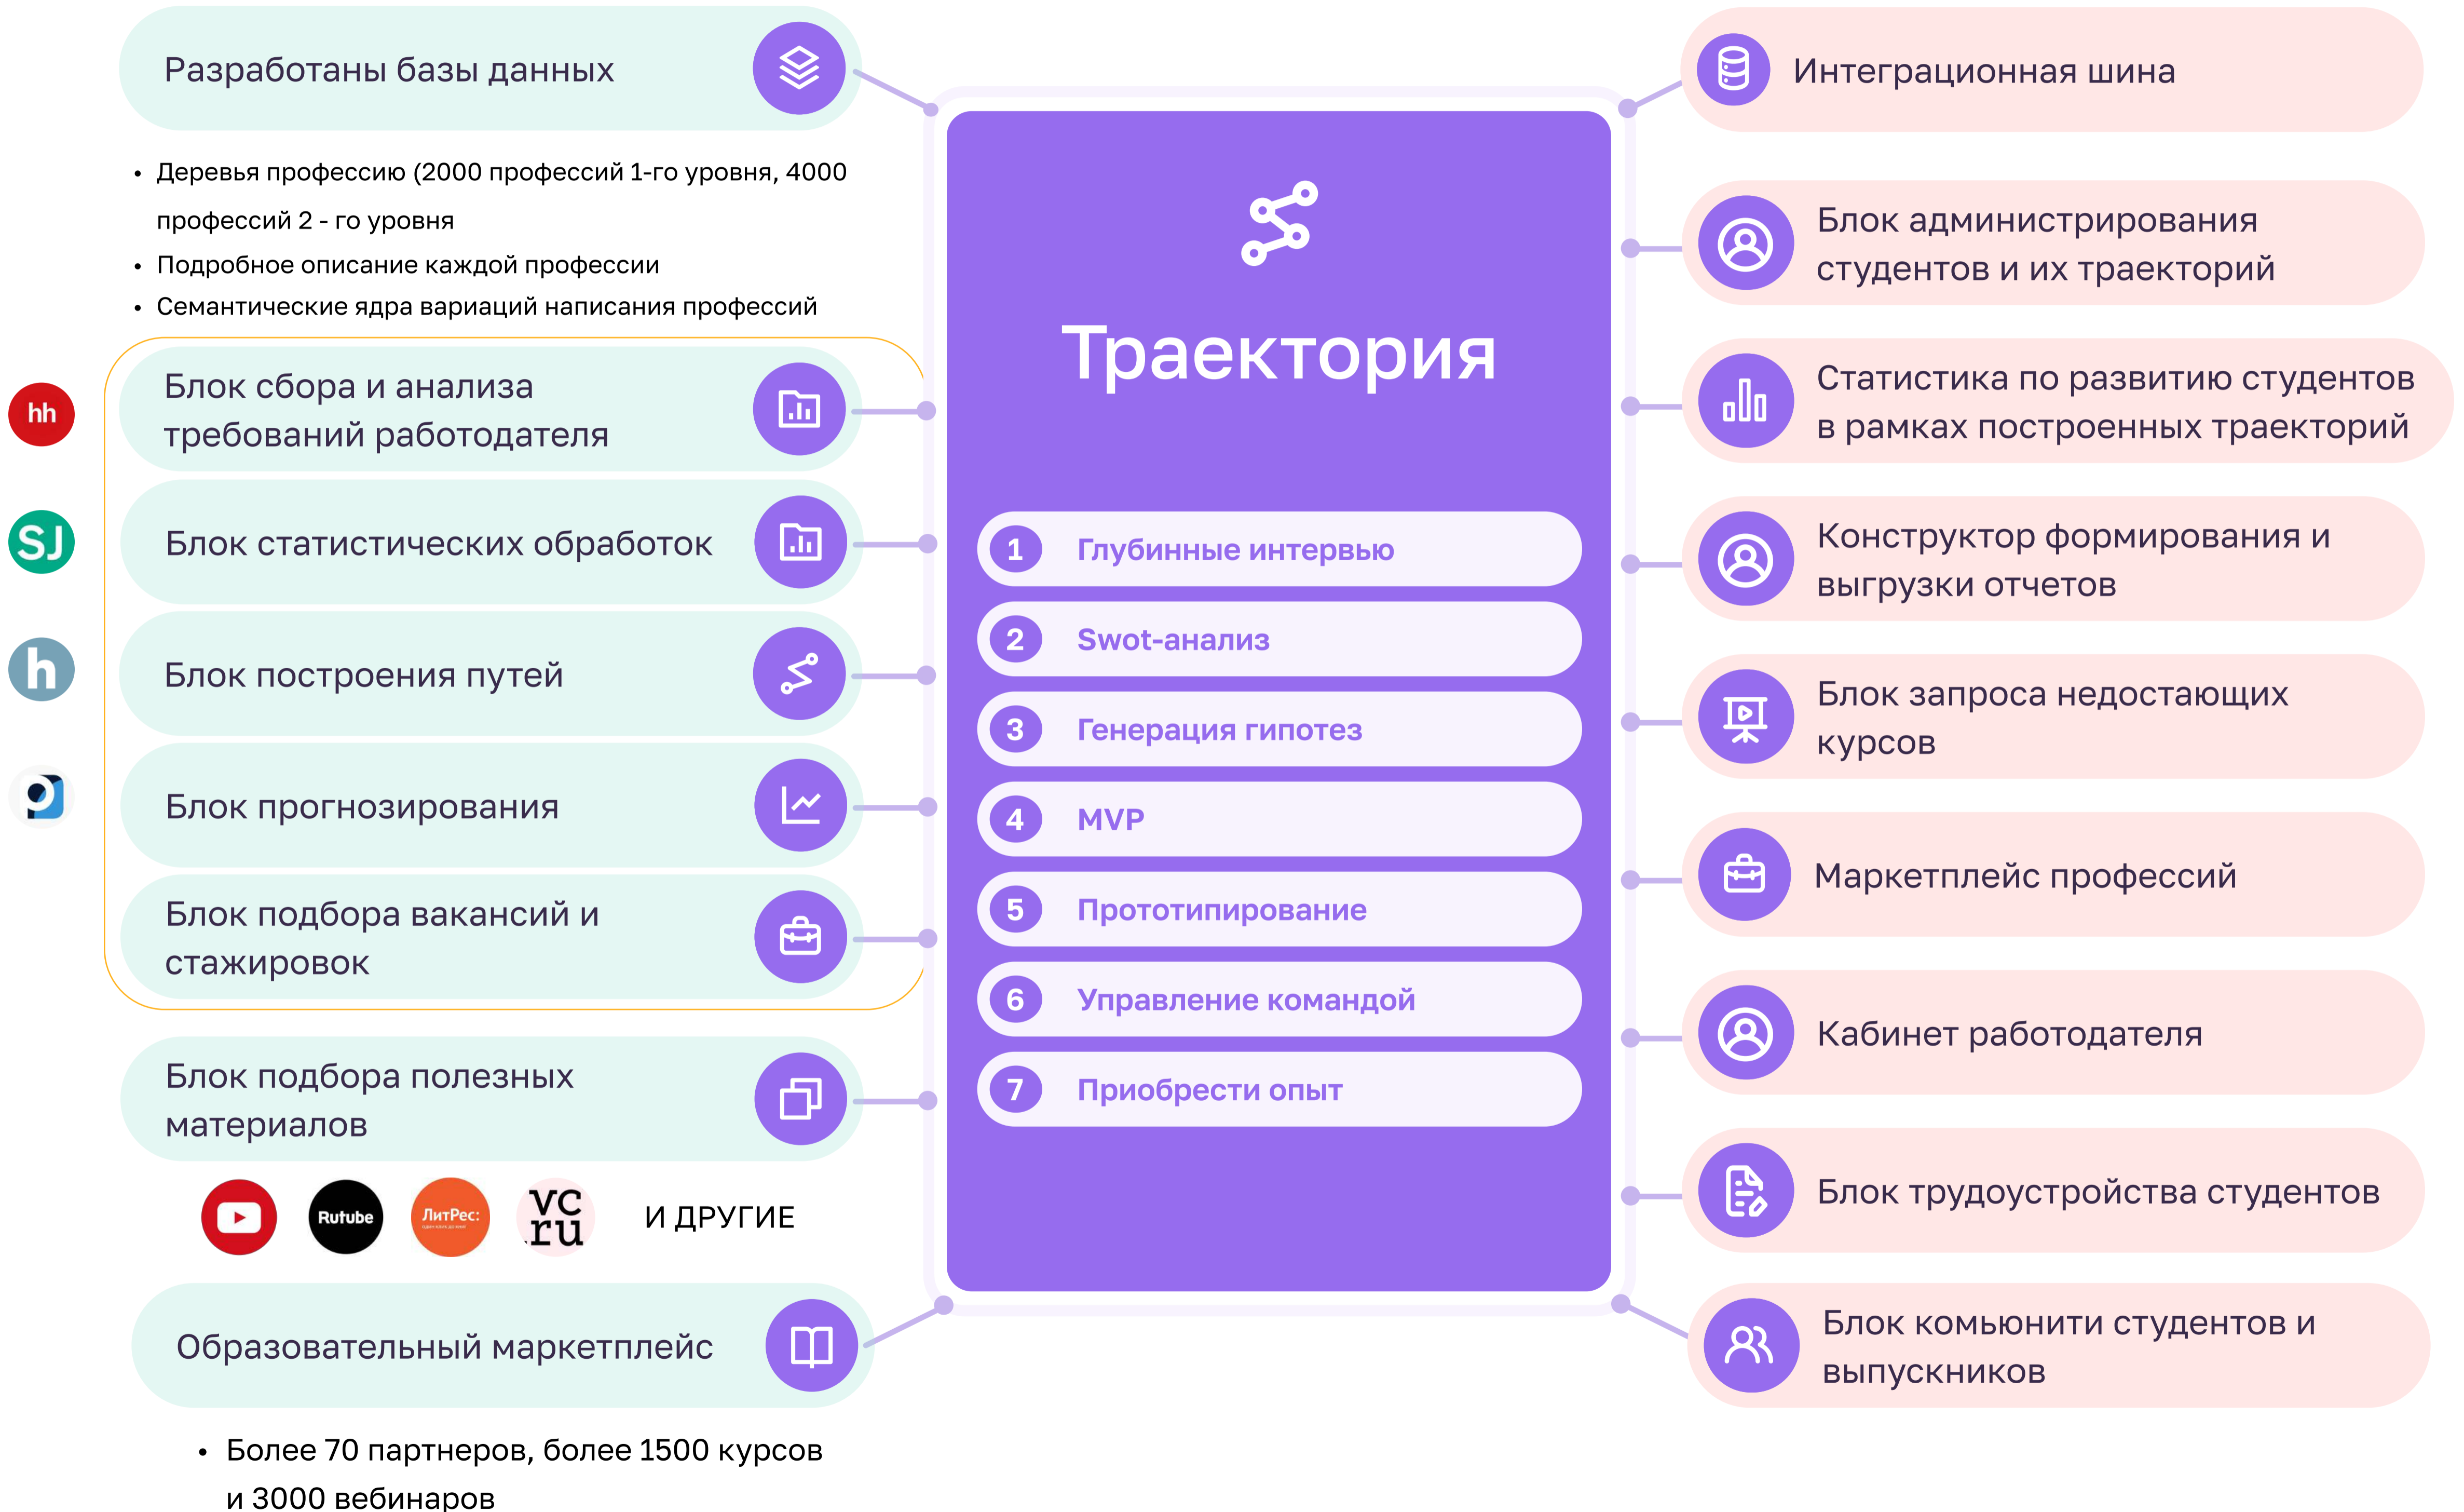 Разработаны базы данных
• Деревья профессию (2000 профессий 1-го уровня, 4000
профессий 2 - го уровня
• Подробное описание каждой профессии
• Семантические ядра вариаций написания профессий
hh
SJ
h
Блок сбора и анализа
требований работодателя
Блок статистических обработок
Блок построения путей
Блок прогнозирования
Блок подбора вакансий и
стажировок
Блок подбора полезных
материалов
Rutube
ЛитРес:
один клик до книг
vc
.ru
И ДРУГИЕ
Образовательный маркетплейс
• Более 70 партнеров, более 1500 курсов
и 3000 вебинаров
Траектория
1 Глубинные интервью
2 Swot-анализ
3 Генерация гипотез
4 MVP
5 Прототипирование
6 Управление командой
7 Приобрести опыт
Интеграционная шина
Блок администрирования
студентов и их траекторий
Статистика по развитию студентов
в рамках построенных траекторий
Конструктор формирования и
выгрузки отчетов
Блок запроса недостающих
курсов
Маркетплейс профессий
Кабинет работодателя
Блок трудоустройства студентов
Блок комьюнити студентов и
выпускников